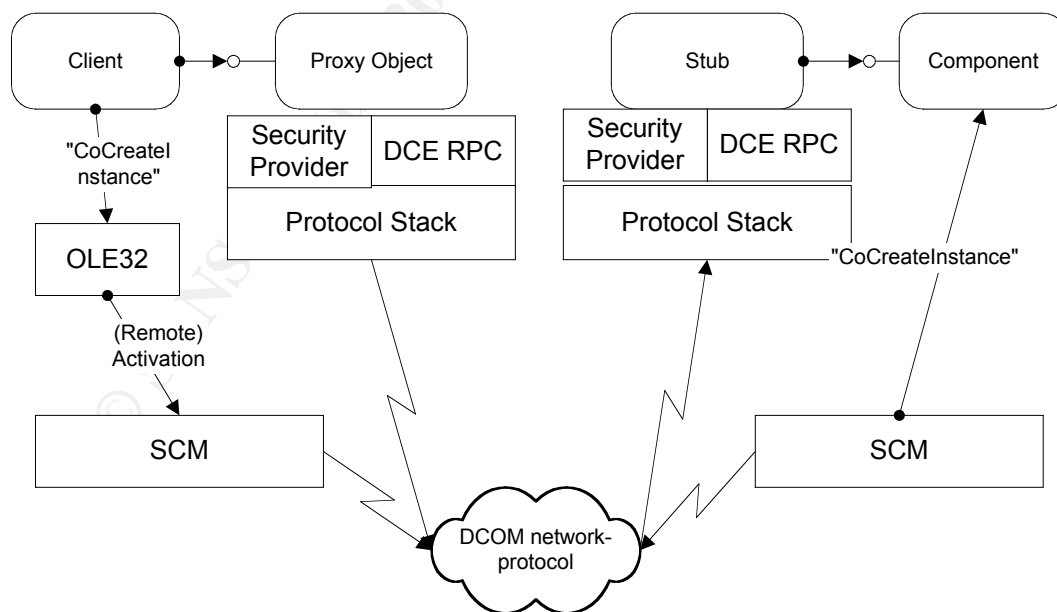 Client
Proxy Object
Stub
Component
Security
Provider
DCE RPC
Security
Provider
DCE RPC
"CoCreateI
nstance"
Protocol Stack
Protocol Stack
OLE32
"CoCreateInstance"
(Remote)
Activation
SCM
SCM
DCOM network-
protocol